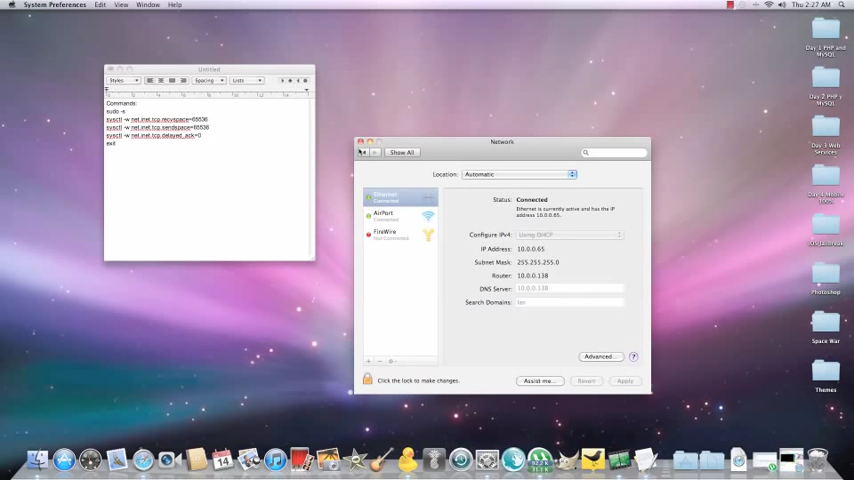 System Preferences Edit View Window Help
Thu 2:27 AM
Untitled
Styles Spacing Lists
Commands:
sudo -s
sysctl -w net.inet.tcp.recvspace=65536
sysctl -w net.inet.tcp.sendspace=65536
sysctl -w net.inet.tcp.delayed_ack=0
exit
Network
Show All
Location: Automatic
Ethernet
Connected
AirPort
Connected
FireWire
Not Connected
Status: Connected
Ethernet is currently active and has the IP
address 10.0.0.65.
Configure IPv4: Using DHCP
IP Address: 10.0.0.65
Subnet Mask: 255.255.255.0
Router: 10.0.0.138
DNS Server: 10.0.0.138
Search Domains: lan
Advanced... ?
Click the lock to make changes.
Assist me... Revert Apply
Day 1 PHP and
MySQL
Day 2 PHP y
MySQL
Day 3 Web
Services
Day 4 Mobile
iOS Jailbreak
Photoshop
Space War
Themes
14